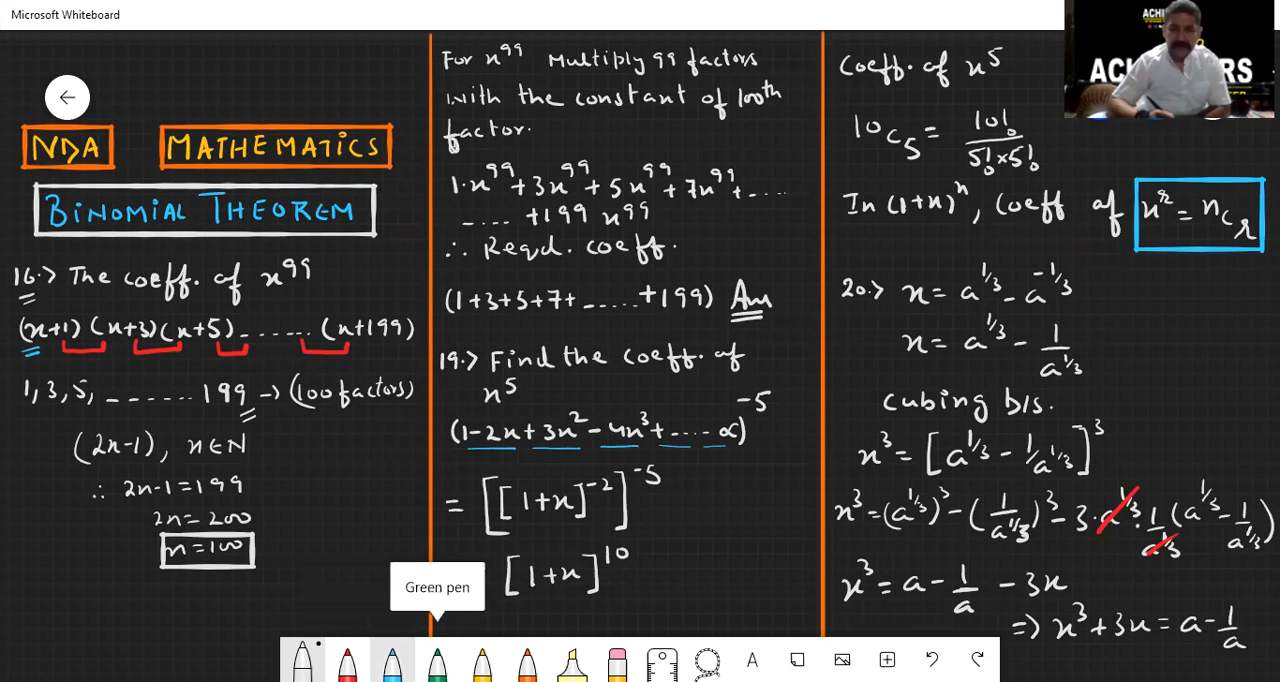 Microsoft Whiteboard
NDA MATHEMATICS
BINOMIAL THEOREM
16.> The coeff. of x^99
(x+1)(x+3)(x+5)...... (x+199)
1, 3, 5, ........ 199 → (100 factors)
(2n-1), n∈N
∴ 2n-1=199
2n=200
n=100
For x^99 Multiply 99 factors
with the constant of 100th
factor.
1·x^99 + 3x^99 + 5x^99 + 7x^99 + ....
.... + 199 x^99
∴ Reqd. coeff.
(1+3+5+7+ ...... +199) Ans
19.> Find the coeff. of
x^5
(1-2x+3x^2-4x^3+ .... ∝)^-5
= [[1+x]^-2]^-5
[1+x]^10
Green pen
ACHI
ACHI RS
TER
Coeff. of x^5
10C5 = 10!/5!×5!
In (1+x)^n, Coeff of x^r = nCr
20.> x = a^1/3 - a^-1/3
x = a^1/3 - 1/a^1/3
cubing b/s.
x^3 = [a^1/3 - 1/a^1/3]^3
x^3 = (a^1/3)^3 - (1/a^1/3)^3 - 3·a^1/3·1/a^1/3 (a^1/3 - 1/a^1/3)
x^3 = a - 1/a - 3x
=> x^3 + 3x = a - 1/a
A